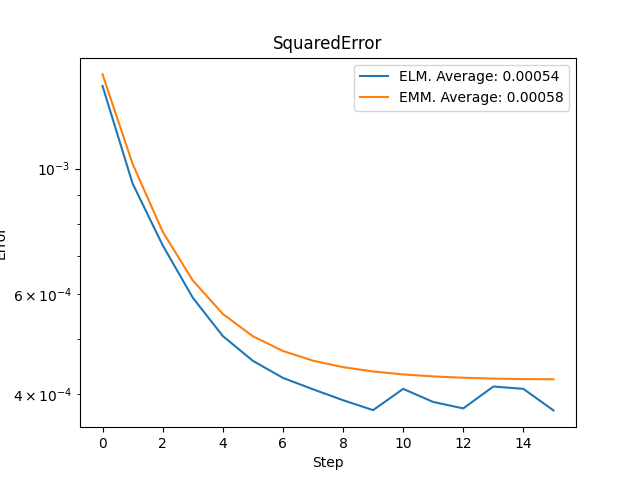 SquaredError
ELM. Average: 0.00054
EMM. Average: 0.00058
10⁻³
6 × 10⁻⁴
4 × 10⁻⁴
Error
0 2 4 6 8 10 12 14
Step